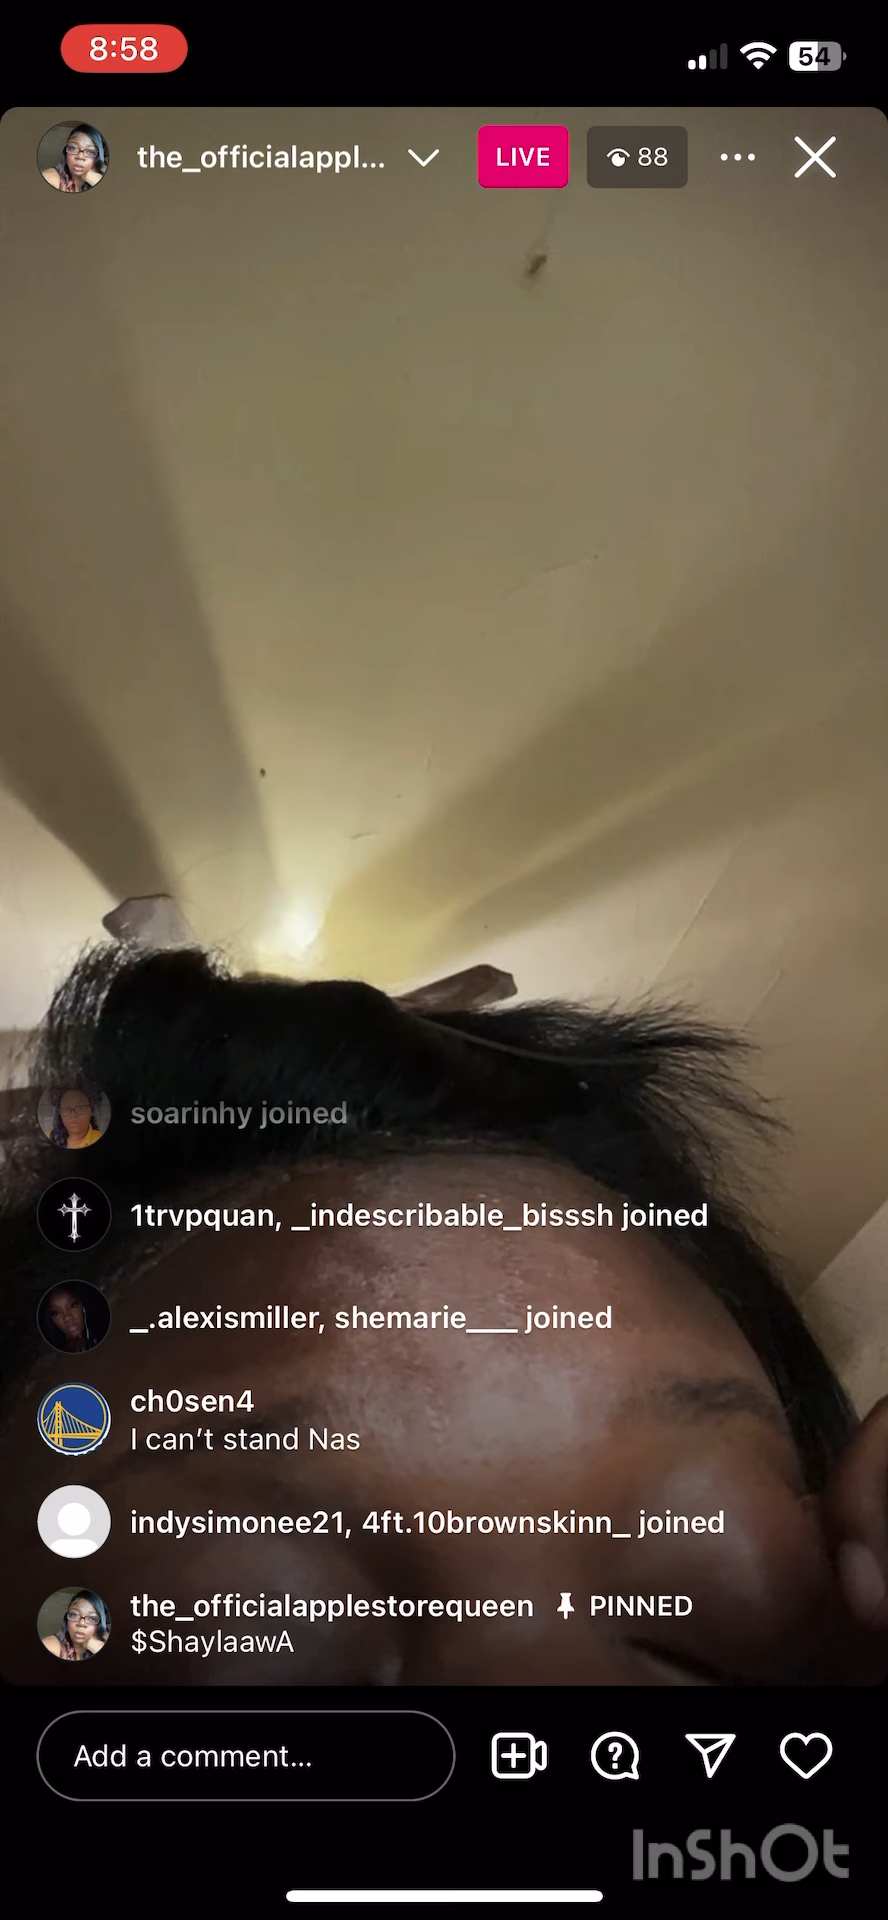 8:58
54
the_officialappl...
LIVE
88
soarinhy joined
1trvpquan, _indescribable_bisssh joined
_.alexismiller, shemarie___ joined
ch0sen4
I can't stand Nas
indysimonee21, 4ft.10brownskinn_ joined
the_officialapplestorequeen PINNED
$ShaylaawA
Add a comment...
InShOt